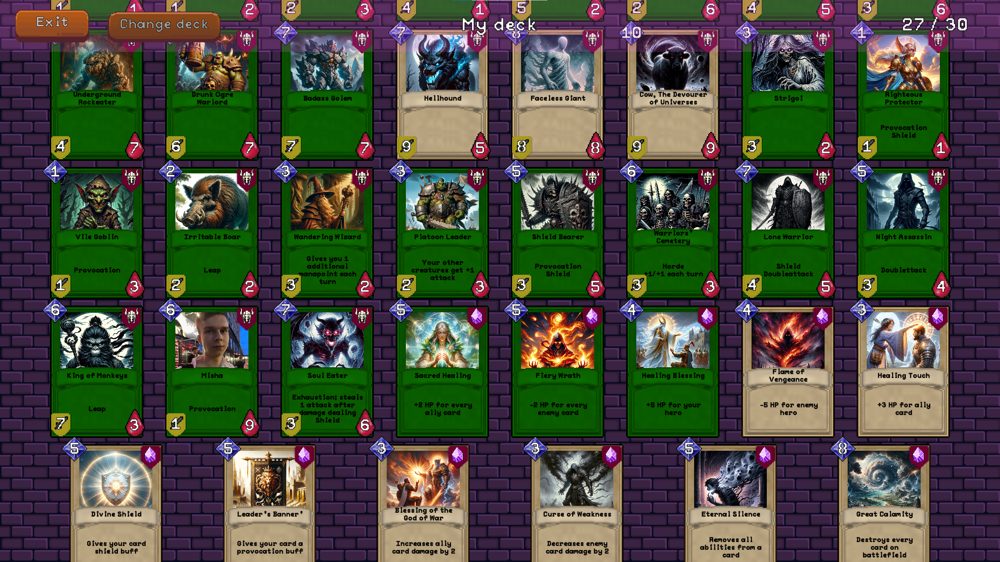 1 1 1 2 2 3 4 1 5 2 2 6 4 5 3 6
Exit
Change deck
My deck
27 / 30
7 7 8 10 3 1
Underground
Rockeater
4 7
Drunk Ogre
Warlord
6 7
Badass Golem
7 7
Hellhound
9 5
Faceless Giant
8 8
Cow, The Devourer
of Universes
9 9
Strigoi
3 2
Righteous
Protector
Provocation
Shield
1 1
1
Vile Goblin
Provocation
1 3
2
Irritable Boar
Leap
2 2
3
Wandering Wizard
Gives you 1
additional
manapoint each
turn
3 2
3
Platoon Leader
Your other
creatures get +1
attack
2 3
5
Shield Bearer
Provocation
Shield
3 5
6
Warriors'
Cemetery
Horde
+1/+1 each turn
3 3
7
Lone Warrior
Shield
Doubleattack
4 5
5
Night Assassin
Doublettack
3 4
6
King of Monkeys
Leap
7 3
6
Misha
Provocation
1 9
7
Soul Eater
Exhaustion: steals
1 attack after
damage dealing
Shield
3 6
5
Sacred Healing
+2 HP for every
ally card
5
Fiery Wrath
-2 HP for every
enemy card
4
Healing Blessing
+5 HP for your
hero
4
Flame of
Vengeance
-5 HP for enemy
hero
3
Healing Touch
+3 HP for ally
card
5
Divine Shield
Gives your card
shield buff
5
Leader's Banner'
Gives your card a
provocation buff
3
Blessing of the
God of War
Increases ally
card damage by 2
3
Curse of Weakness
Decreases enemy
card damage by 2
5
Eternal Silence
Removes all
abilities from a
card
8
Great Calamity
Destroys every
card on
battlefield